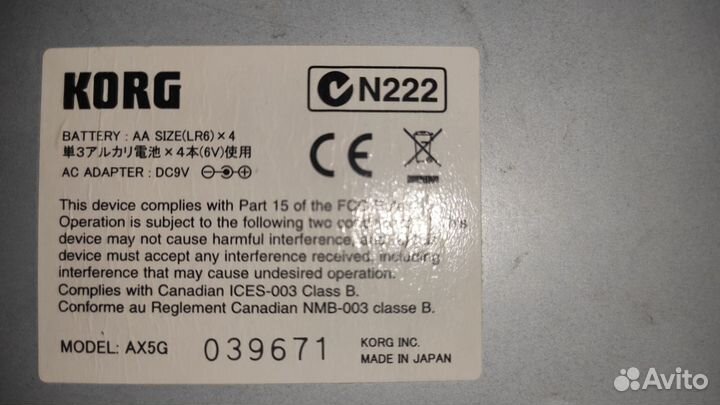 KORG
N222
BATTERY : AA SIZE(LR6) × 4
単3アルカリ電池 × 4本(6V)使用
AC ADAPTER : DC9V
CE
This device complies with Part 15 of the FCC
Operation is subject to the following two
device may not cause harmful interference,
device must accept any interference received, including
interference that may cause undesired operation.
Complies with Canadian ICES-003 Class B.
Conforme au Reglement Canadien NMB-003 classe B.
MODEL: AX5G 039671
KORG INC.
MADE IN JAPAN
Avito